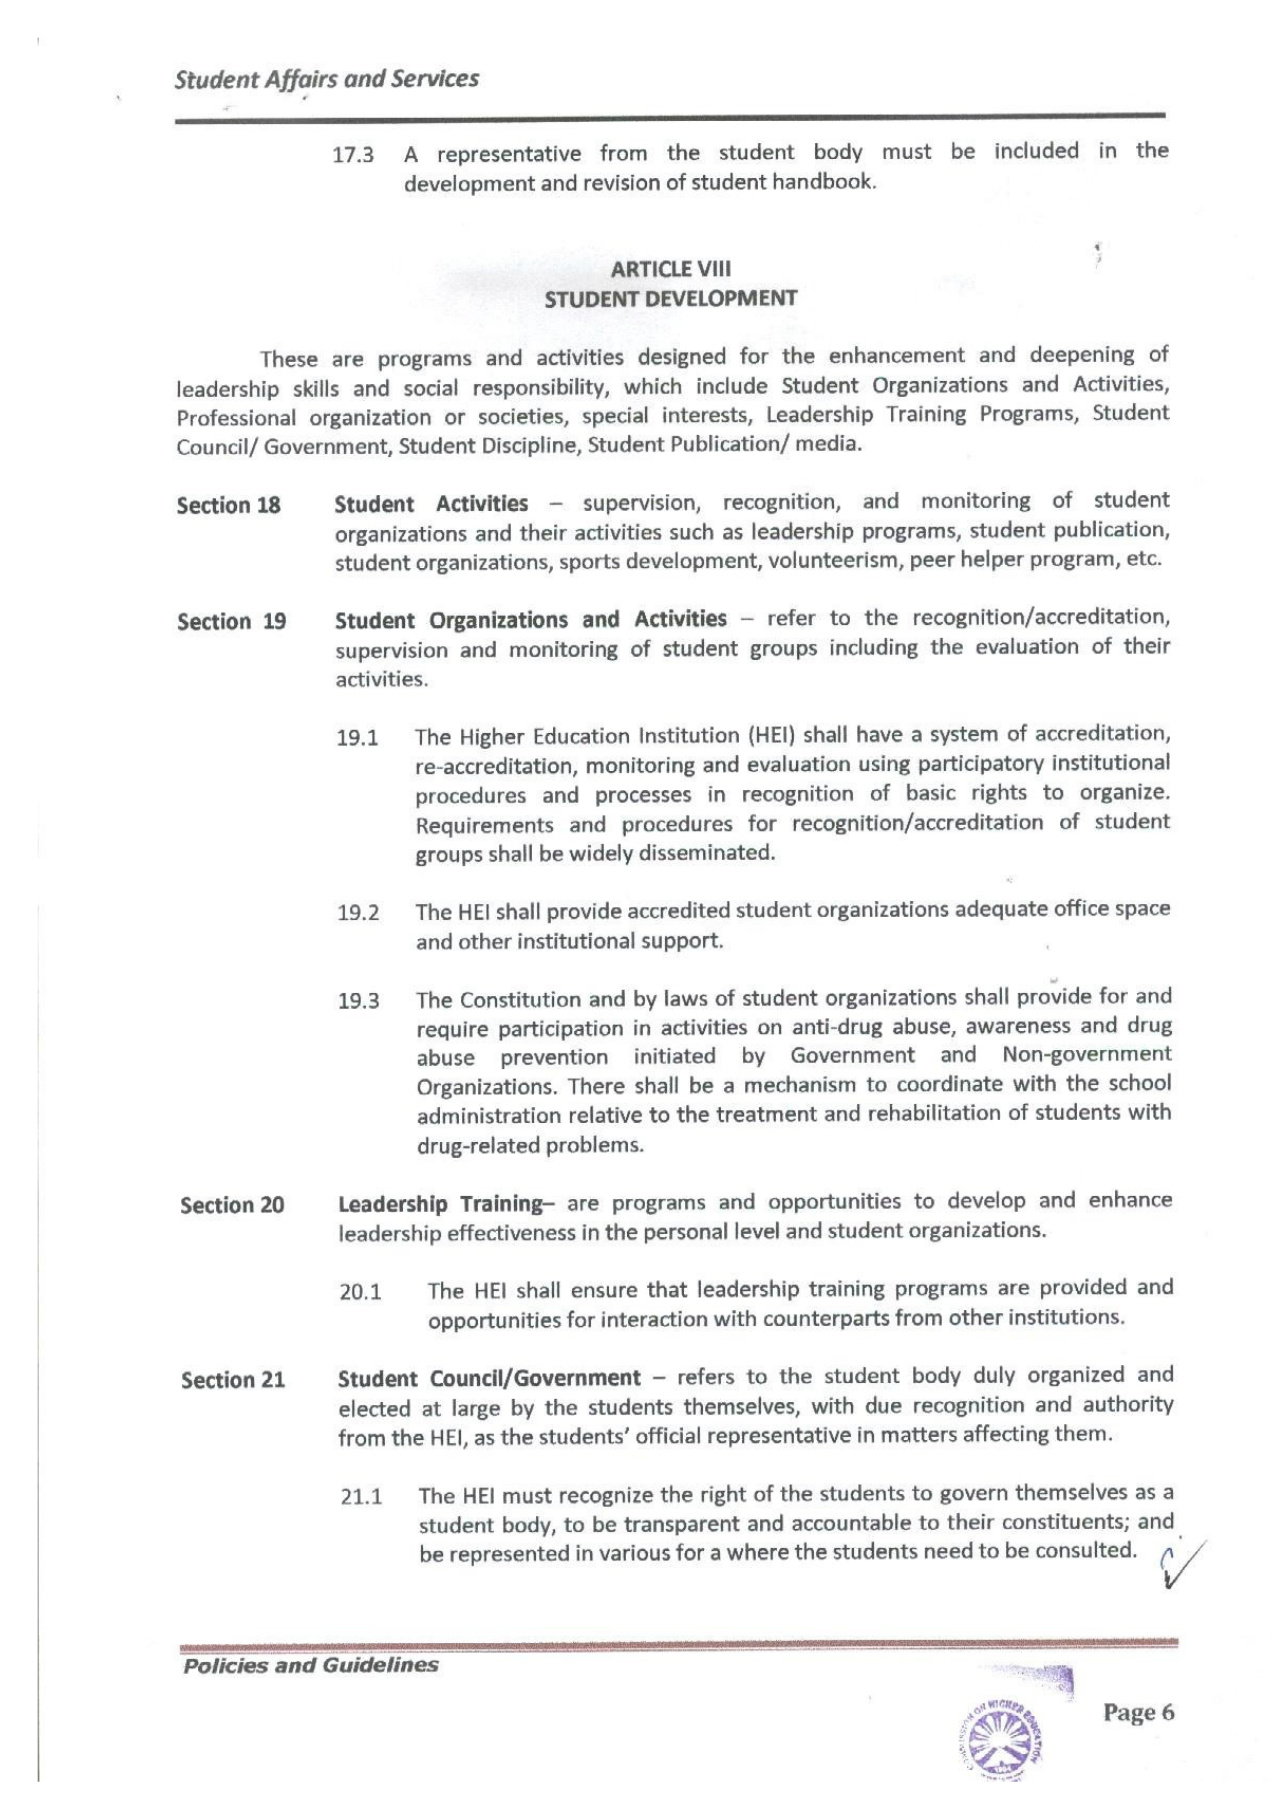 Student Affairs and Services
17.3 A representative from the student body must be included in the
development and revision of student handbook.
ARTICLE VIII
STUDENT DEVELOPMENT
These are programs and activities designed for the enhancement and deepening of
leadership skills and social responsibility, which include Student Organizations and Activities,
Professional organization or societies, special interests, Leadership Training Programs, Student
Council/ Government, Student Discipline, Student Publication/ media.
Section 18 Student Activities – supervision, recognition, and monitoring of student
organizations and their activities such as leadership programs, student publication,
student organizations, sports development, volunteerism, peer helper program, etc.
Section 19 Student Organizations and Activities – refer to the recognition/accreditation,
supervision and monitoring of student groups including the evaluation of their
activities.
19.1 The Higher Education Institution (HEI) shall have a system of accreditation,
re-accreditation, monitoring and evaluation using participatory institutional
procedures and processes in recognition of basic rights to organize.
Requirements and procedures for recognition/accreditation of student
groups shall be widely disseminated.
19.2 The HEI shall provide accredited student organizations adequate office space
and other institutional support.
19.3 The Constitution and by laws of student organizations shall provide for and
require participation in activities on anti-drug abuse, awareness and drug
abuse prevention initiated by Government and Non-government
Organizations. There shall be a mechanism to coordinate with the school
administration relative to the treatment and rehabilitation of students with
drug-related problems.
Section 20 Leadership Training– are programs and opportunities to develop and enhance
leadership effectiveness in the personal level and student organizations.
20.1 The HEI shall ensure that leadership training programs are provided and
opportunities for interaction with counterparts from other institutions.
Section 21 Student Council/Government – refers to the student body duly organized and
elected at large by the students themselves, with due recognition and authority
from the HEI, as the students' official representative in matters affecting them.
21.1 The HEI must recognize the right of the students to govern themselves as a
student body, to be transparent and accountable to their constituents; and
be represented in various for a where the students need to be consulted.
Policies and Guidelines
COMMISSION ON HIGHER EDUCATION
Page 6